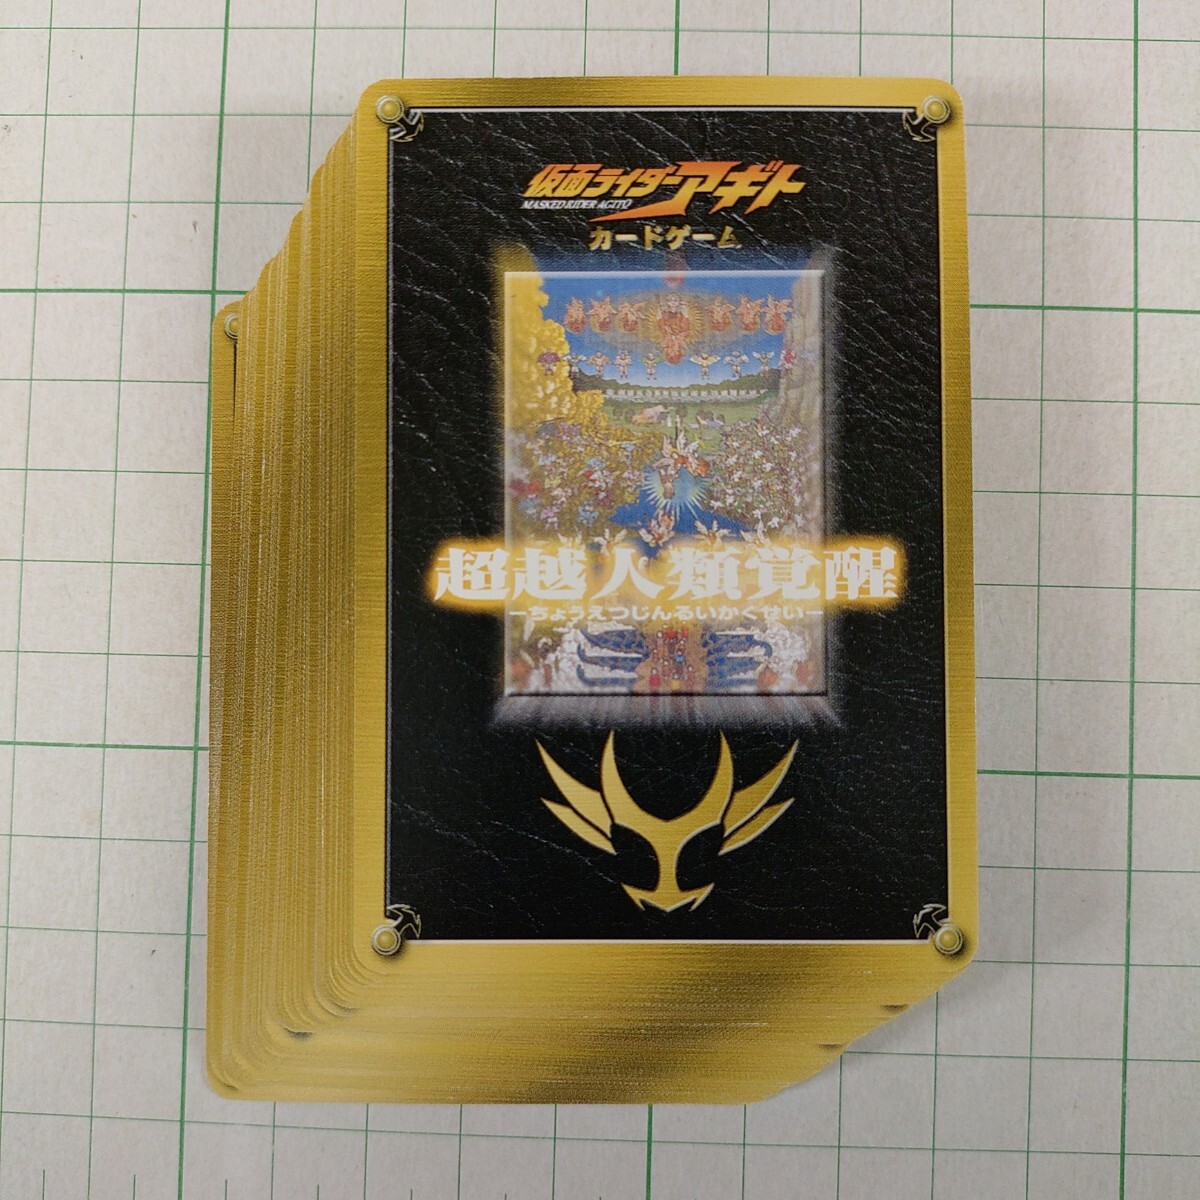 仮面ライダーアギト
MASKED RIDER AGITΩ
カードゲーム
超越人類覚醒
ーちょうえつじんるいかくせいー